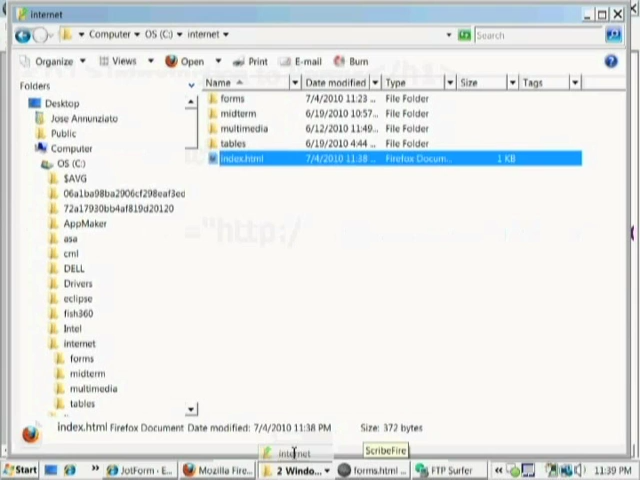 internet
Computer OS (C:) internet
Search
Organize Views Open Print E-mail Burn
Folders
Name Date modified Type Size Tags
Desktop
Jose Annunziato
Public
Computer
OS (C:)
$AVG
06a1ba98ba2906cf298eaf3ed
72a17930bb4af819d20120
AppMaker
asa
cml
DELL
Drivers
eclipse
fish360
Intel
internet
forms
midterm
multimedia
tables
forms 7/4/2010 11:23 ... File Folder
midterm 6/19/2010 10:57... File Folder
multimedia 6/12/2010 11:49... File Folder
tables 6/19/2010 4:44 ... File Folder
index.html 7/4/2010 11:38 ... Firefox Docum... 1 KB
="http:/
index.html Firefox Document Date modified: 7/4/2010 11:38 PM Size: 372 bytes
internet
ScribeFire
Start JotForm · E... Mozilla Fire... 2 Windo... forms.html ... FTP Surfer 11:39 PM